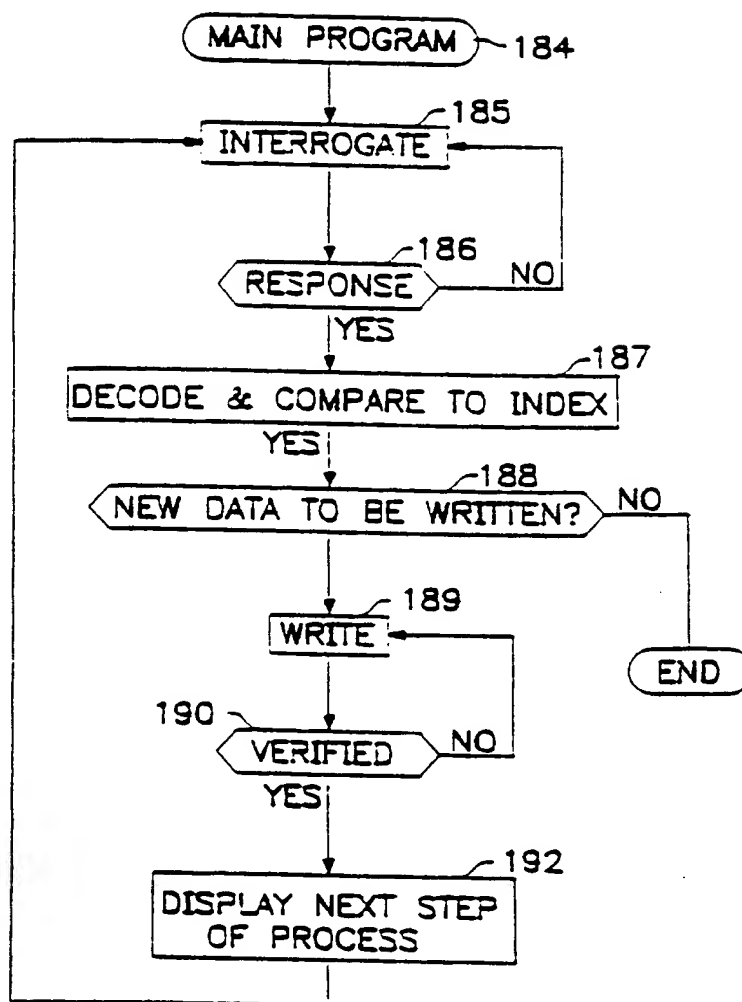 MAIN PROGRAM
184
185
INTERROGATE
186
RESPONSE
NO
YES
187
DECODE & COMPARE TO INDEX
YES
188
NEW DATA TO BE WRITTEN?
NO
189
WRITE
END
190
VERIFIED
NO
YES
192
DISPLAY NEXT STEP
OF PROCESS